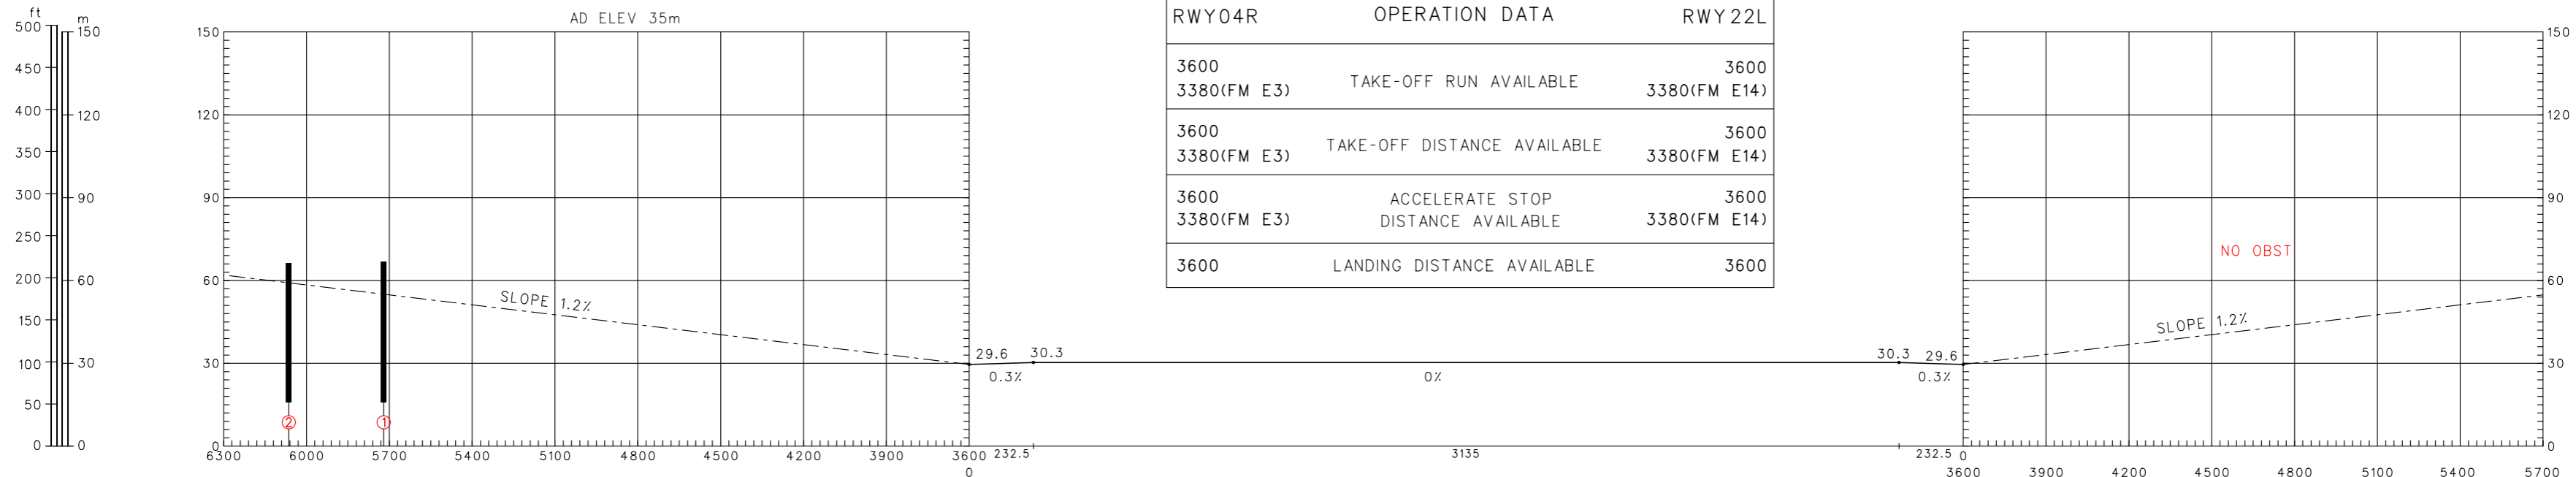 ft
m
500
450
400
350
300
250
200
150
100
50
0
150
120
90
60
30
0
AD ELEV 35m
150
120
90
60
30
0
SLOPE 1.2%
②
①
6300 6000 5700 5400 5100 4800 4500 4200 3900 3600
0
RWY04R OPERATION DATA RWY22L
3600 3600
TAKE-OFF RUN AVAILABLE
3380(FM E3) 3380(FM E14)
3600 3600
TAKE-OFF DISTANCE AVAILABLE
3380(FM E3) 3380(FM E14)
3600 ACCELERATE STOP 3600
3380(FM E3) DISTANCE AVAILABLE 3380(FM E14)
3600 LANDING DISTANCE AVAILABLE 3600
29.6 30.3 30.3 29.6
0.3% 0% 0.3%
232.5 3135 232.5
150
120
90
60
30
0
NO OBST
SLOPE 1.2%
0
3600 3900 4200 4500 4800 5100 5400 5700